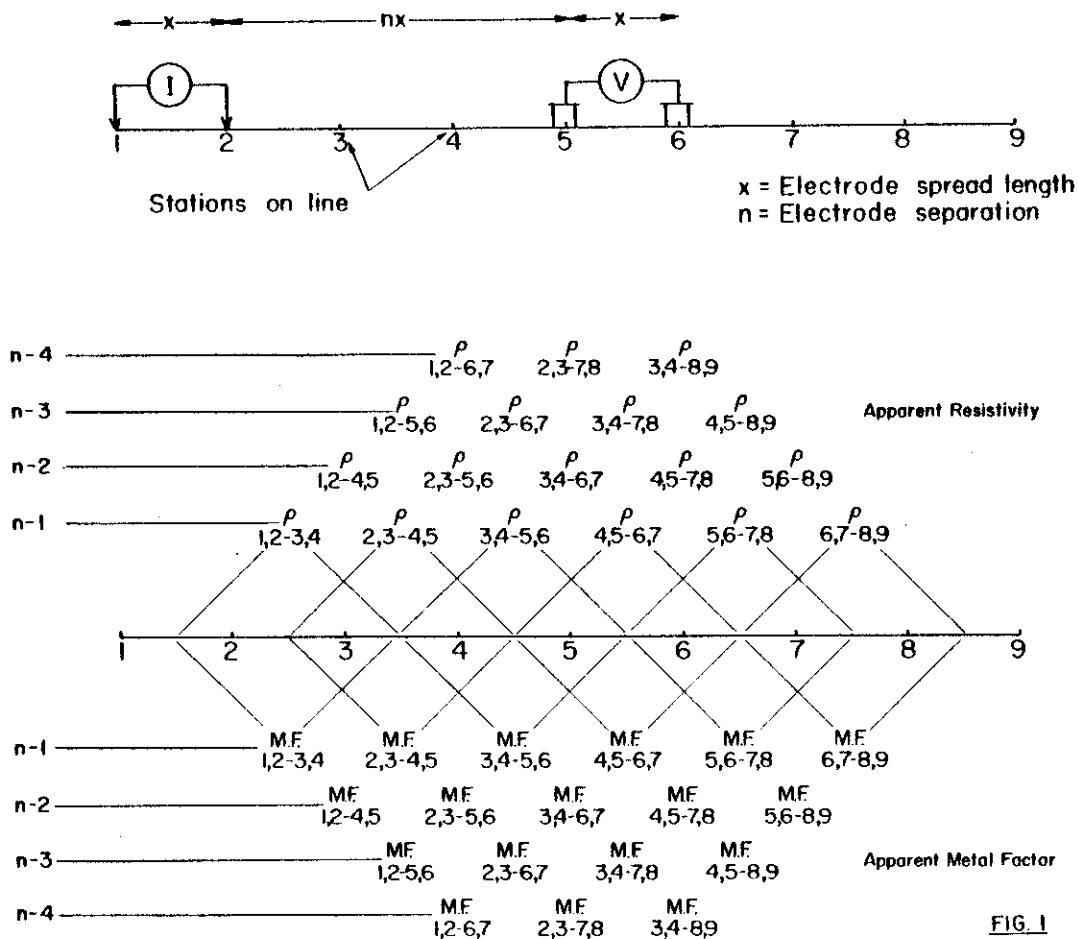 x nx x
I V
1 2 3 4 5 6 7 8 9
Stations on line
x = Electrode spread length
n = Electrode separation
n-4 ρ ρ ρ
1,2-6,7 2,3-7,8 3,4-8,9
n-3 ρ ρ ρ ρ Apparent Resistivity
1,2-5,6 2,3-6,7 3,4-7,8 4,5-8,9
n-2 ρ ρ ρ ρ ρ
1,2-4,5 2,3-5,6 3,4-6,7 4,5-7,8 5,6-8,9
n-1 ρ ρ ρ ρ ρ ρ
1,2-3,4 2,3-4,5 3,4-5,6 4,5-6,7 5,6-7,8 6,7-8,9
1 2 3 4 5 6 7 8 9
n-1 M.F. M.F. M.F. M.F. M.F. M.F.
1,2-3,4 2,3-4,5 3,4-5,6 4,5-6,7 5,6-7,8 6,7-8,9
n-2 M.F. M.F. M.F. M.F. M.F.
1,2-4,5 2,3-5,6 3,4-6,7 4,5-7,8 5,6-8,9
n-3 M.F. M.F. M.F. M.F. Apparent Metal Factor
1,2-5,6 2,3-6,7 3,4-7,8 4,5-8,9
n-4 M.F. M.F. M.F.
1,2-6,7 2,3-7,8 3,4-8,9
FIG. 1